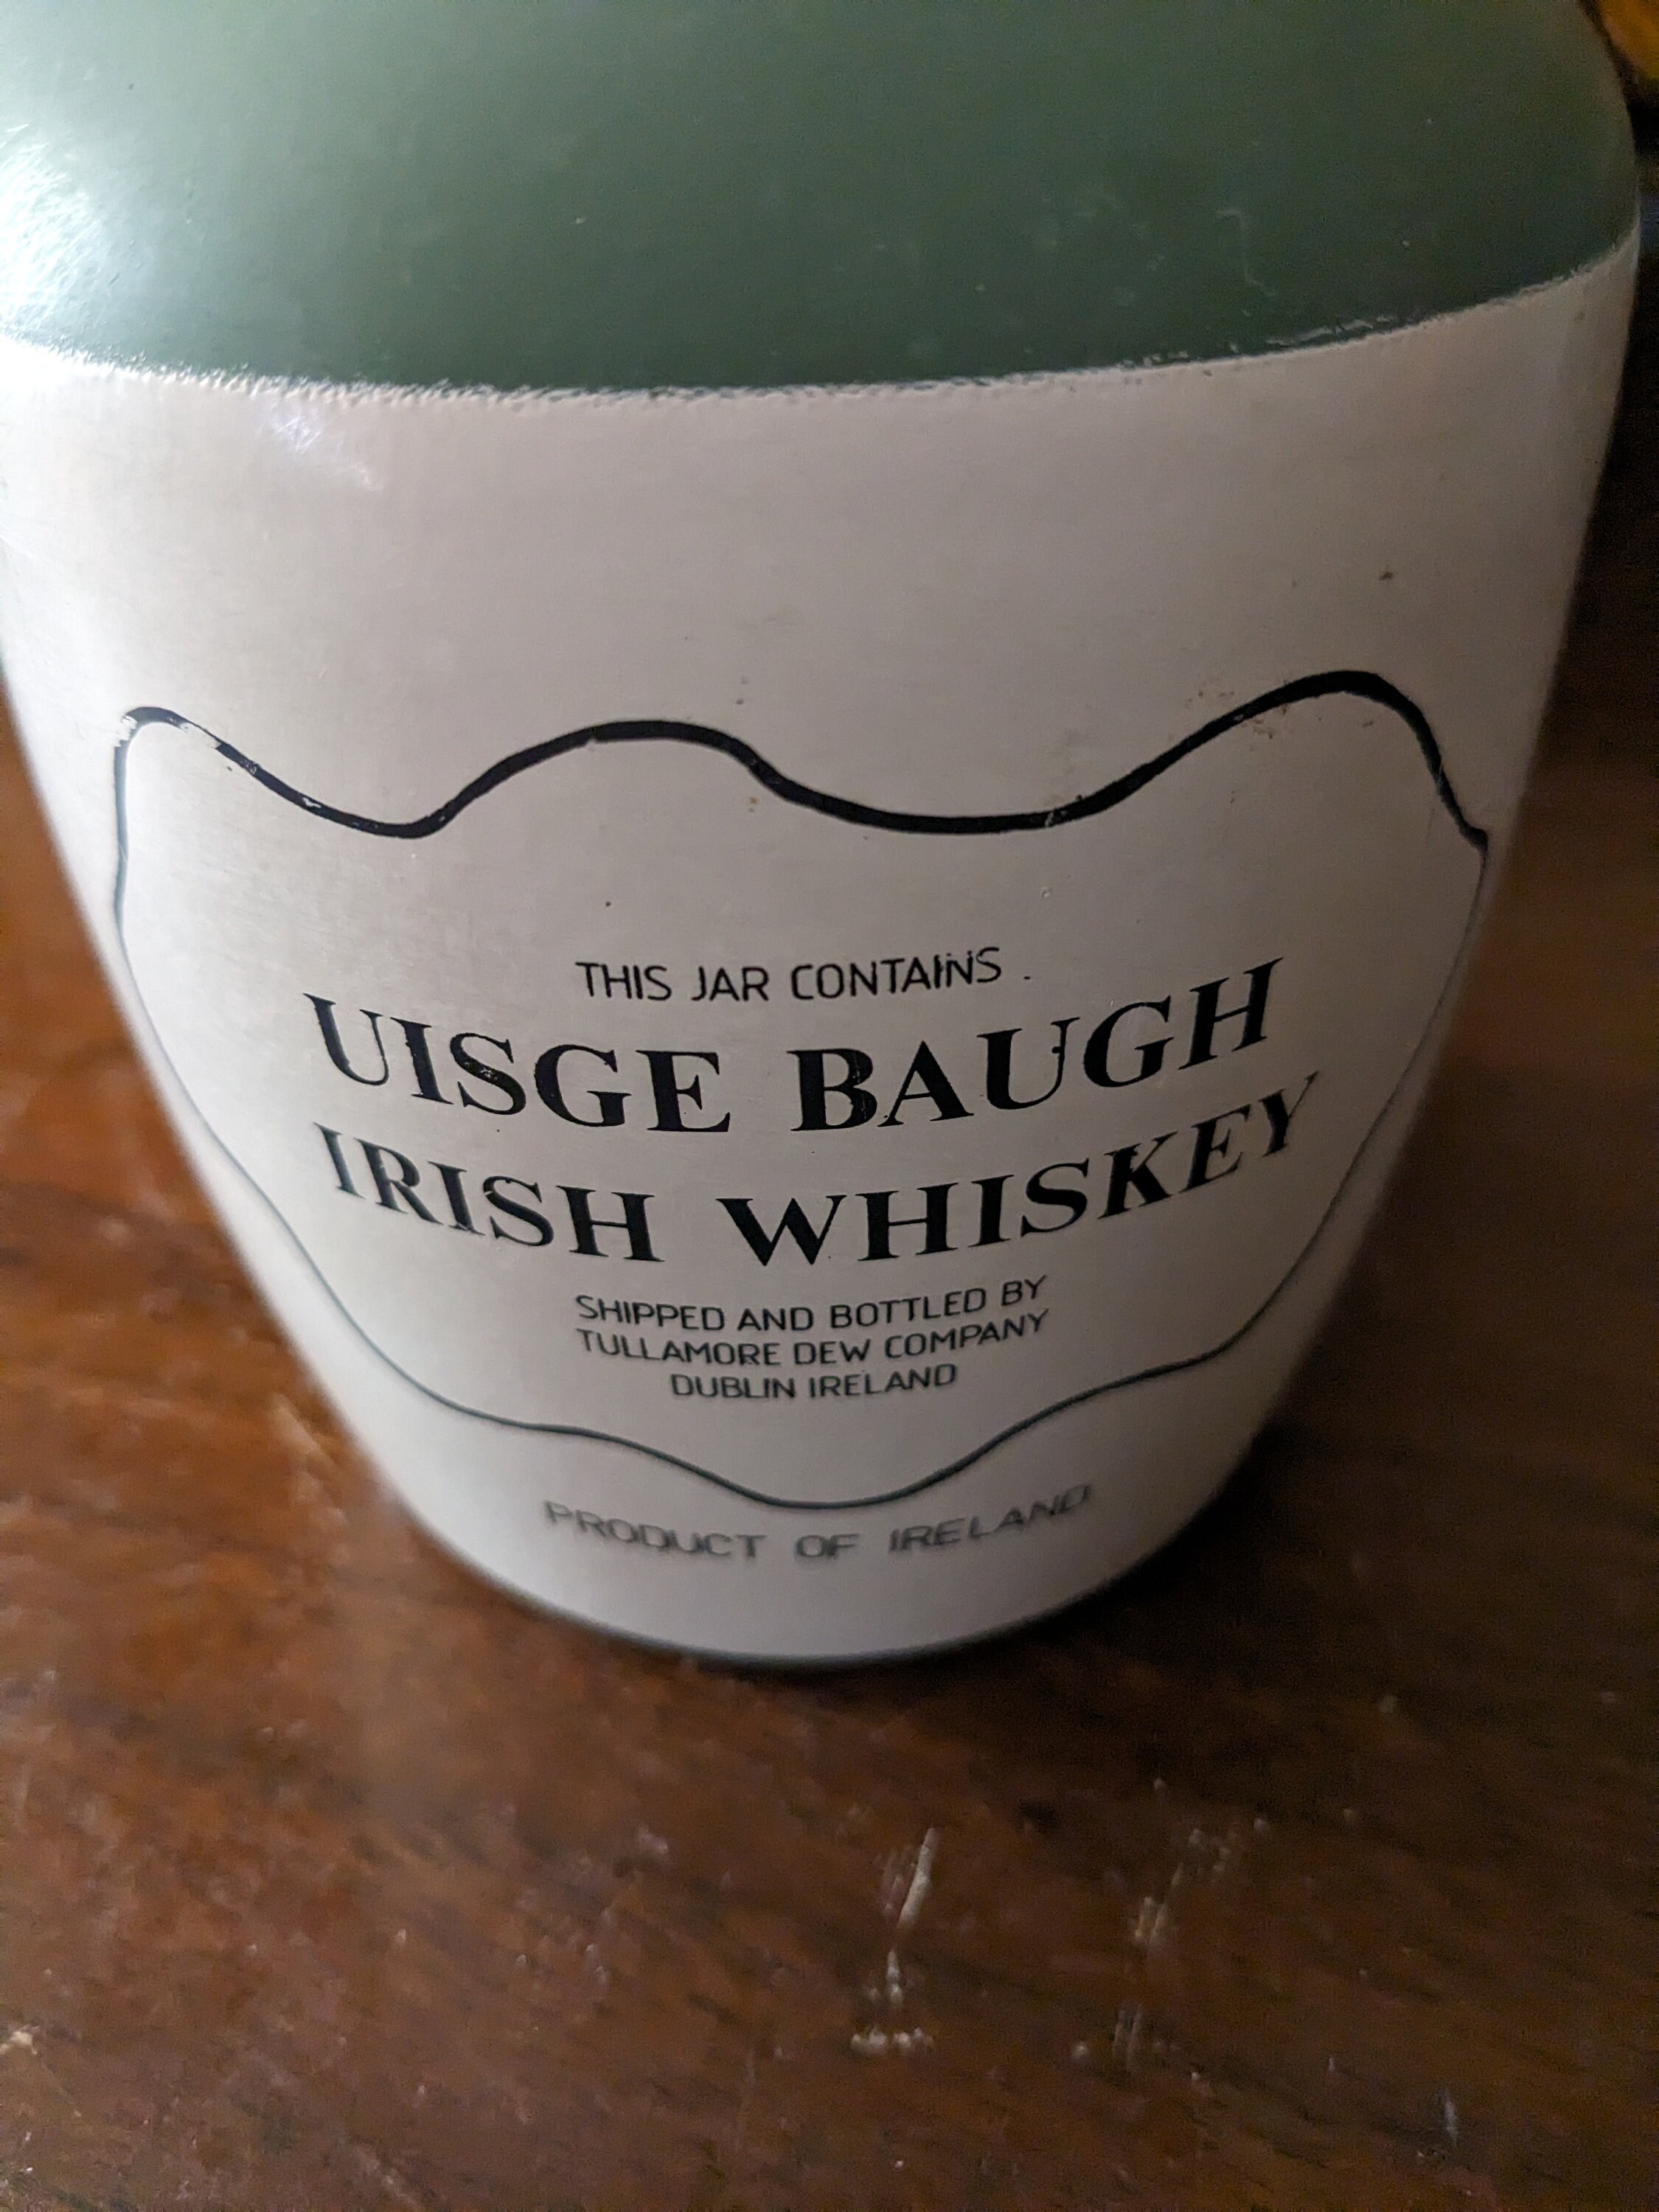 THIS JAR CONTAINS
UISGE BAUGH
IRISH WHISKEY
SHIPPED AND BOTTLED BY
TULLAMORE DEW COMPANY
DUBLIN IRELAND
PRODUCT OF IRELAND